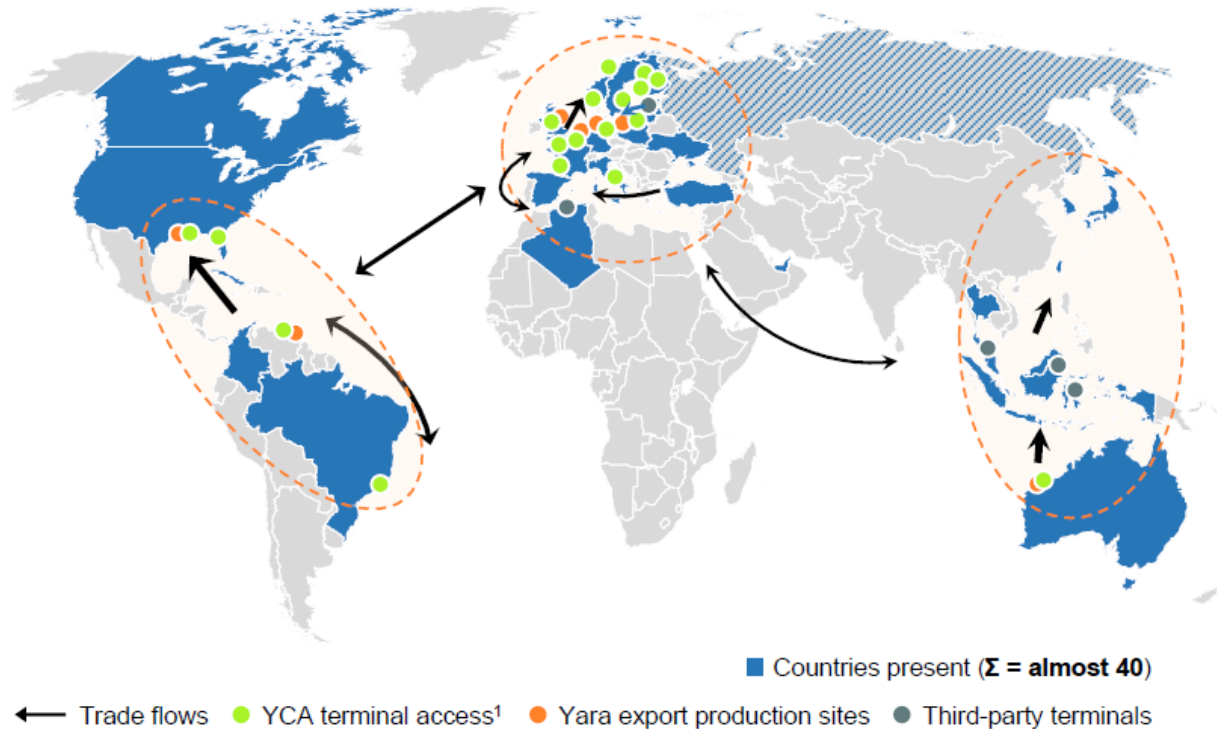 Countries present (Σ = almost 40)
Trade flows YCA terminal access¹ Yara export production sites Third-party terminals